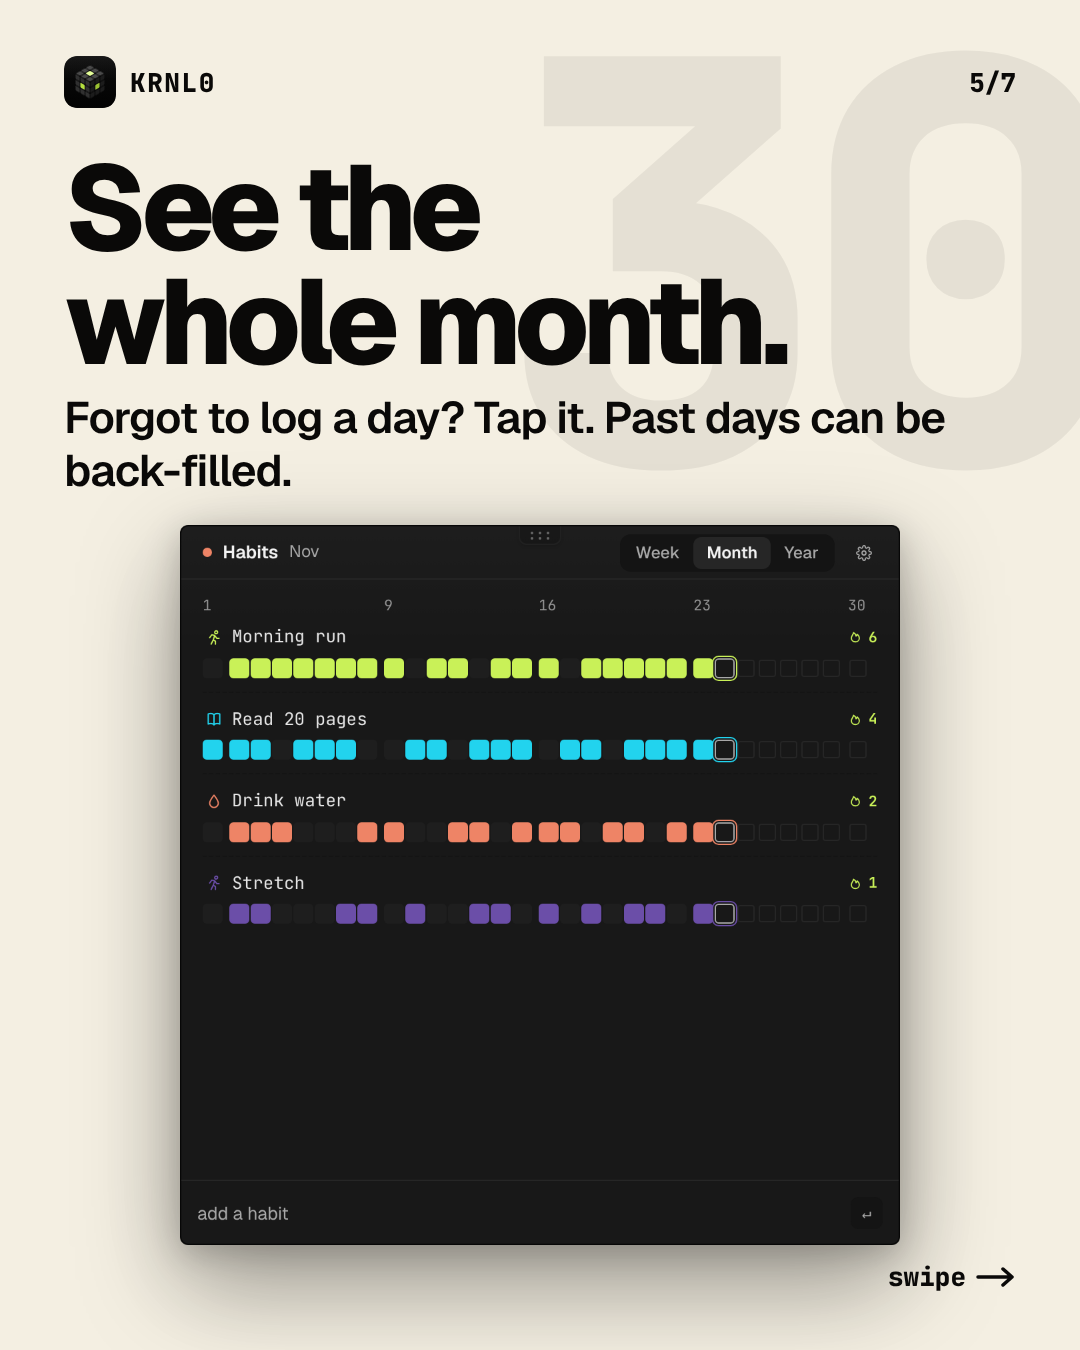 KRNL0
5/7
30
See the
whole month.
Forgot to log a day? Tap it. Past days can be
back-filled.
Habits Nov
Week Month Year
1 9 16 23 30
Morning run 6
Read 20 pages 4
Drink water 2
Stretch 1
add a habit ↵
swipe →